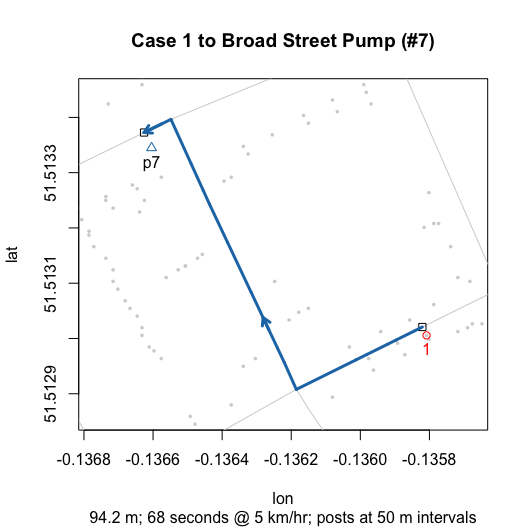 Case 1 to Broad Street Pump (#7)
p7
1
lat
51.5133
51.5131
51.5129
-0.1368
-0.1366
-0.1364
-0.1362
-0.1360
-0.1358
lon
94.2 m; 68 seconds @ 5 km/hr; posts at 50 m intervals